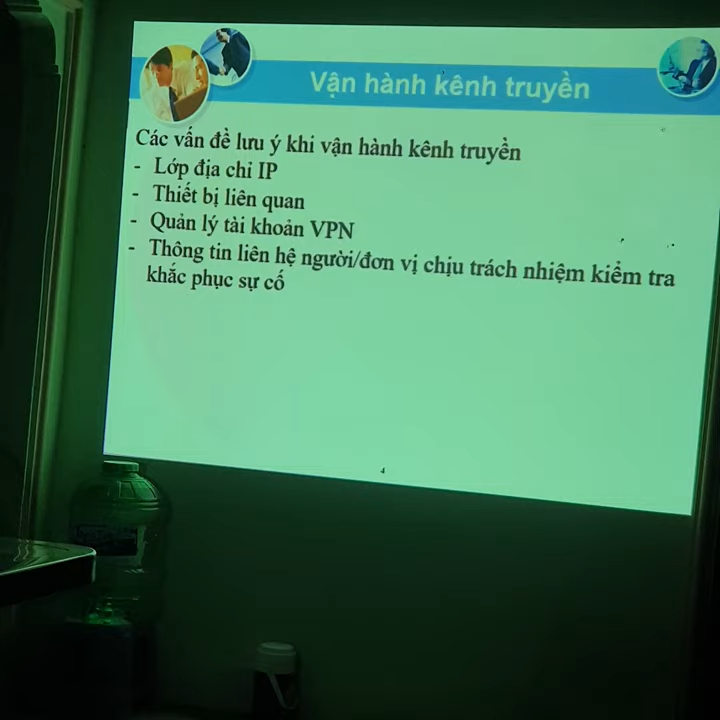 Vận hành kênh truyền
Các vấn đề lưu ý khi vận hành kênh truyền
- Lớp địa chỉ IP
- Thiết bị liên quan
- Quản lý tài khoản VPN
- Thông tin liên hệ người/đơn vị chịu trách nhiệm kiểm tra
khắc phục sự cố
4